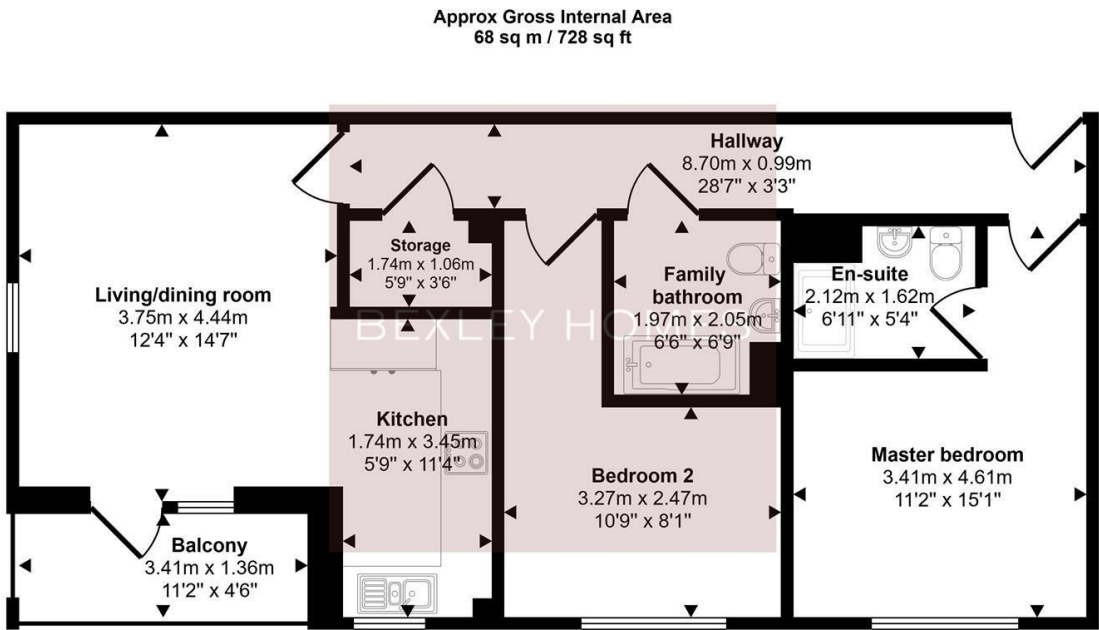 Approx Gross Internal Area
68 sq m / 728 sq ft
Hallway
8.70m x 0.99m
28'7" x 3'3"
Storage
1.74m x 1.06m
5'9" x 3'6"
Living/dining room
3.75m x 4.44m
12'4" x 14'7"
Family
bathroom
1.97m x 2.05m
6'6" x 6'9"
En-suite
2.12m x 1.62m
6'11" x 5'4"
BEXLEY HOMES
Kitchen
1.74m x 3.45m
5'9" x 11'4"
Bedroom 2
3.27m x 2.47m
10'9" x 8'1"
Master bedroom
3.41m x 4.61m
11'2" x 15'1"
Balcony
3.41m x 1.36m
11'2" x 4'6"